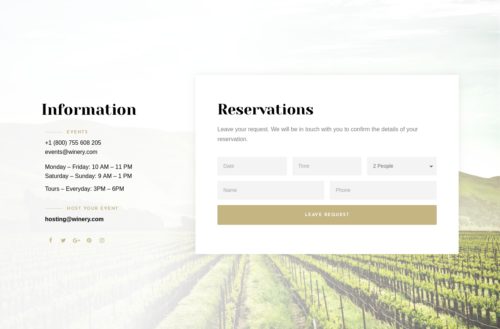 Information
EVENTS
+1 (800) 755 608 205
events@winery.com
Monday – Friday: 10 AM – 11 PM
Saturday – Sunday: 9 AM – 1 PM
Tours – Everyday: 3PM – 6PM
HOST YOUR EVENT
hosting@winery.com
Reservations
Leave your request. We will be in touch with you to confirm the details of your
reservation.
Date
Time
2 People
Name
Phone
LEAVE REQUEST